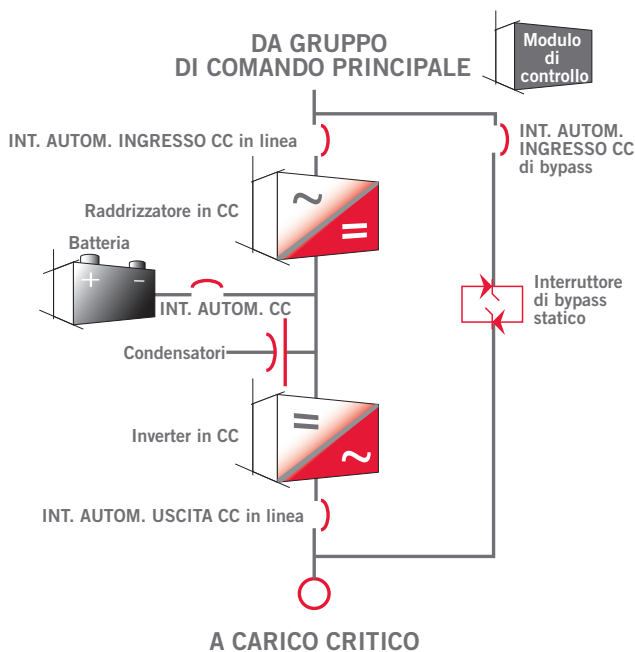 DA GRUPPO
DI COMANDO PRINCIPALE
Modulo
di
controllo
INT. AUTOM. INGRESSO CC in linea
INT. AUTOM.
INGRESSO CC
di bypass
Raddrizzatore in CC
Batteria
+ −
INT. AUTOM. CC
Interruttore
di bypass
statico
Condensatori
Inverter in CC
INT. AUTOM. USCITA CC in linea
A CARICO CRITICO